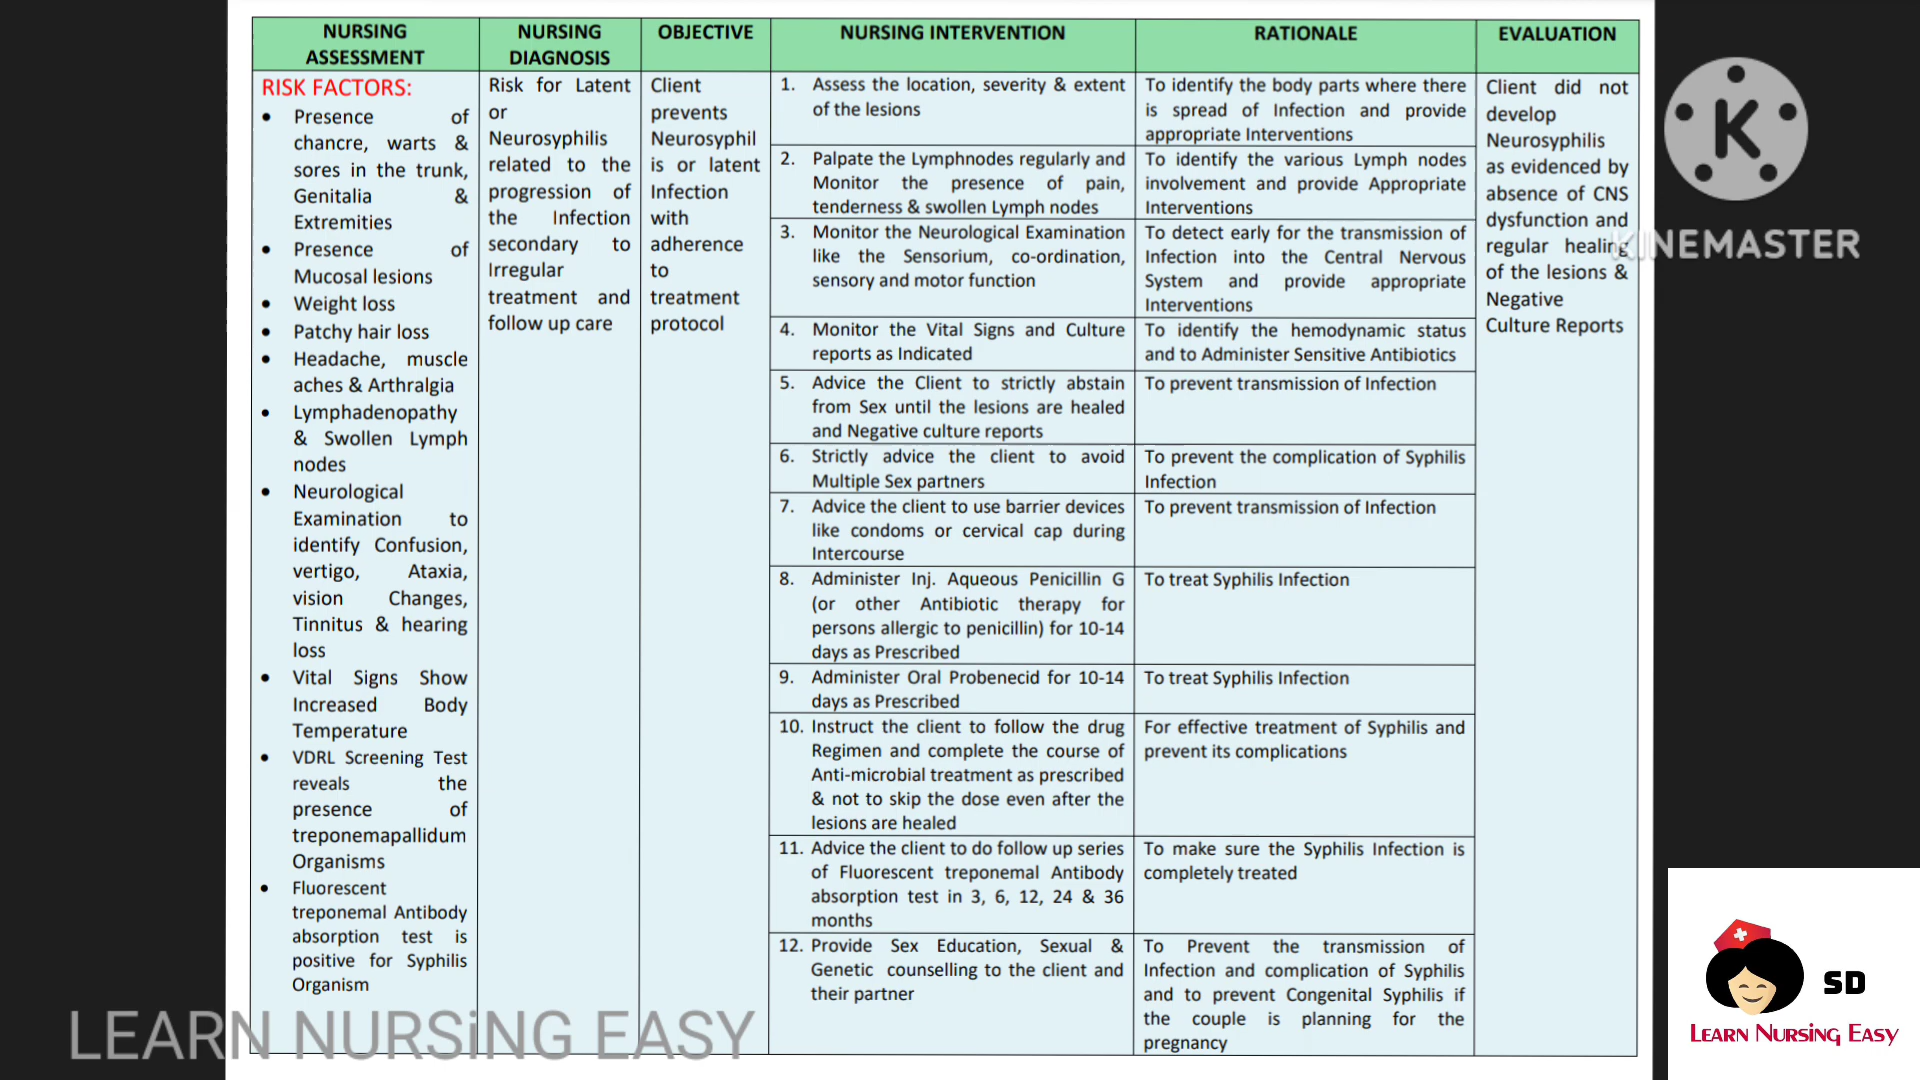 NURSING
ASSESSMENT
NURSING
DIAGNOSIS
OBJECTIVE
NURSING INTERVENTION
RATIONALE
EVALUATION
RISK FACTORS:
• Presence of
chancre, warts &
sores in the trunk,
Genitalia &
Extremities
• Presence of
Mucosal lesions
• Weight loss
• Patchy hair loss
• Headache, muscle
aches & Arthralgia
• Lymphadenopathy
& Swollen Lymph
nodes
• Neurological
Examination to
identify Confusion,
vertigo, Ataxia,
vision Changes,
Tinnitus & hearing
loss
• Vital Signs Show
Increased Body
Temperature
• VDRL Screening Test
reveals the
presence of
treponemapallidum
Organisms
• Fluorescent
treponemal Antibody
absorption test is
positive for Syphilis
Organism
Risk for Latent
or
Neurosyphilis
related to the
progression of
the Infection
secondary to
Irregular
treatment and
follow up care
Client
prevents
Neurosyphil
is or latent
Infection
with
adherence
to
treatment
protocol
1. Assess the location, severity & extent
of the lesions
To identify the body parts where there
is spread of Infection and provide
appropriate Interventions
2. Palpate the Lymphnodes regularly and
Monitor the presence of pain,
tenderness & swollen Lymph nodes
To identify the various Lymph nodes
involvement and provide Appropriate
Interventions
3. Monitor the Neurological Examination
like the Sensorium, co-ordination,
sensory and motor function
To detect early for the transmission of
Infection into the Central Nervous
System and provide appropriate
Interventions
4. Monitor the Vital Signs and Culture
reports as Indicated
To identify the hemodynamic status
and to Administer Sensitive Antibiotics
5. Advice the Client to strictly abstain
from Sex until the lesions are healed
and Negative culture reports
To prevent transmission of Infection
6. Strictly advice the client to avoid
Multiple Sex partners
To prevent the complication of Syphilis
Infection
7. Advice the client to use barrier devices
like condoms or cervical cap during
Intercourse
To prevent transmission of Infection
8. Administer Inj. Aqueous Penicillin G
(or other Antibiotic therapy for
persons allergic to penicillin) for 10-14
days as Prescribed
To treat Syphilis Infection
9. Administer Oral Probenecid for 10-14
days as Prescribed
To treat Syphilis Infection
10. Instruct the client to follow the drug
Regimen and complete the course of
Anti-microbial treatment as prescribed
& not to skip the dose even after the
lesions are healed
For effective treatment of Syphilis and
prevent its complications
11. Advice the client to do follow up series
of Fluorescent treponemal Antibody
absorption test in 3, 6, 12, 24 & 36
months
To make sure the Syphilis Infection is
completely treated
12. Provide Sex Education, Sexual &
Genetic counselling to the client and
their partner
To Prevent the transmission of
Infection and complication of Syphilis
and to prevent Congenital Syphilis if
the couple is planning for the
pregnancy
Client did not
develop
Neurosyphilis
as evidenced by
absence of CNS
dysfunction and
regular healing
of the lesions &
Negative
Culture Reports
K
KINEMASTER
LEARN NURSiNG EASY
SD
LEARN NURSING EASY